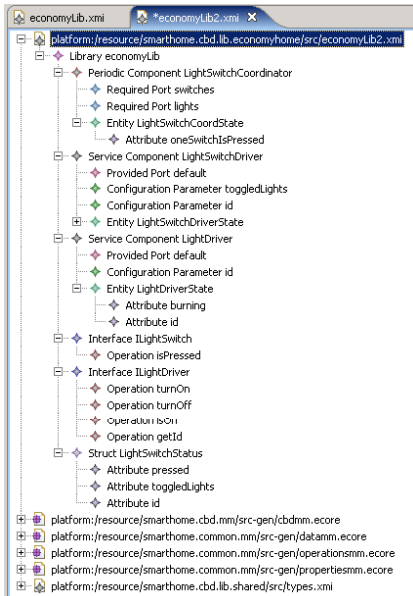 economyLib.xmi *economyLib2.xmi
platform:/resource/smarthome.cbd.lib.economyhome/src/economyLib2.xmi
Library economyLib
Periodic Component LightSwitchCoordinator
Required Port switches
Required Port lights
Entity LightSwitchCoordState
Attribute oneSwitchIsPressed
Service Component LightSwitchDriver
Provided Port default
Configuration Parameter toggledLights
Configuration Parameter id
Entity LightSwitchDriverState
Service Component LightDriver
Provided Port default
Configuration Parameter id
Entity LightDriverState
Attribute burning
Attribute id
Interface ILightSwitch
Operation isPressed
Interface ILightDriver
Operation turnOn
Operation turnOff
Operation isOn
Operation getId
Struct LightSwitchStatus
Attribute pressed
Attribute toggledLights
Attribute id
platform:/resource/smarthome.cbd.mm/src-gen/cbdmm.ecore
platform:/resource/smarthome.common.mm/src-gen/datamm.ecore
platform:/resource/smarthome.common.mm/src-gen/operationsmm.ecore
platform:/resource/smarthome.common.mm/src-gen/propertiesmm.ecore
platform:/resource/smarthome.cbd.lib.shared/src/types.xmi